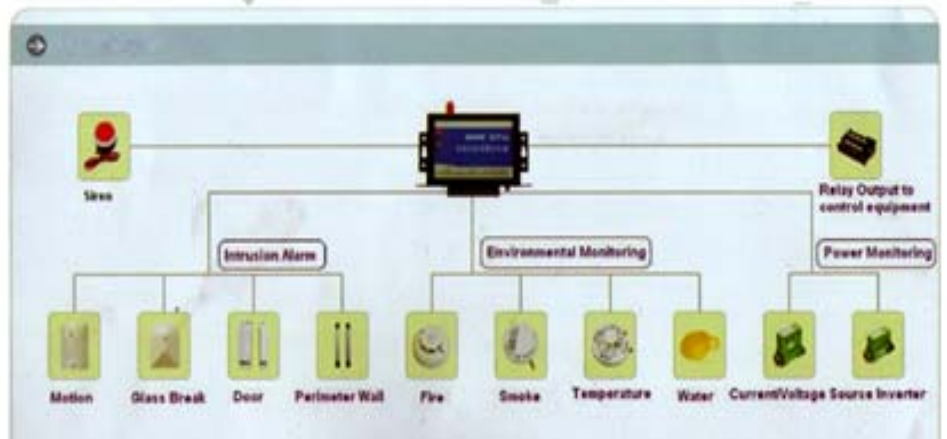 Siren
Relay Output to
control equipment
Intrusion Alarm
Environmental Monitoring
Power Monitoring
Motion
Glass Break
Door
Perimeter Wall
Fire
Smoke
Temperature
Water
Current/Voltage
Source Inverter